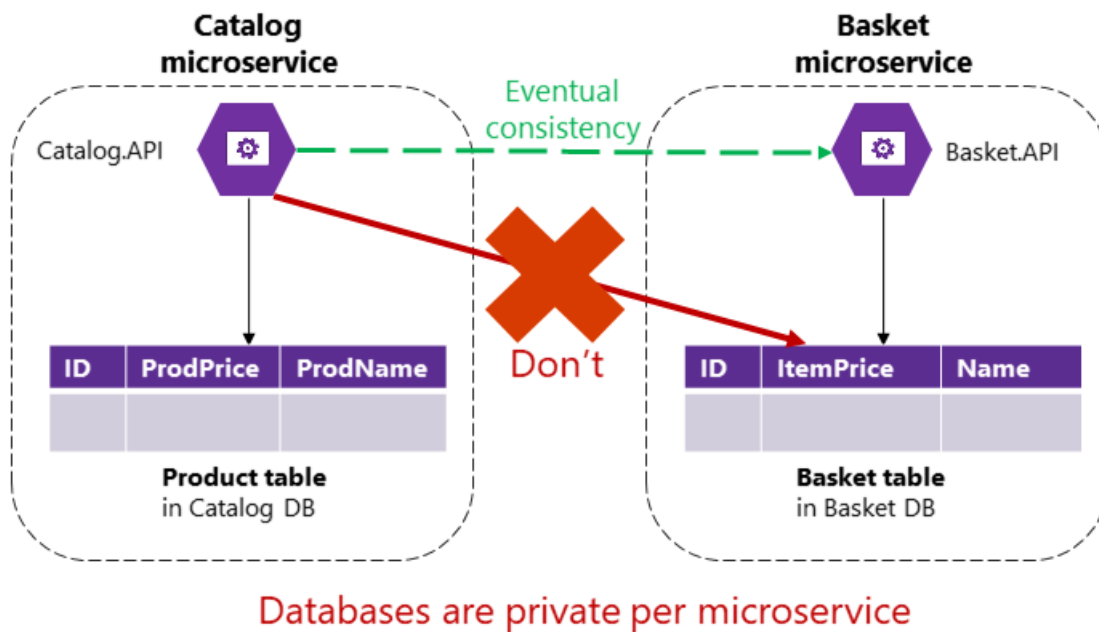 Catalog
microservice
Basket
microservice
Eventual
consistency
Catalog.API
Basket.API
Don't
ID ProdPrice ProdName
ID ItemPrice Name
Product table
in Catalog DB
Basket table
in Basket DB
Databases are private per microservice